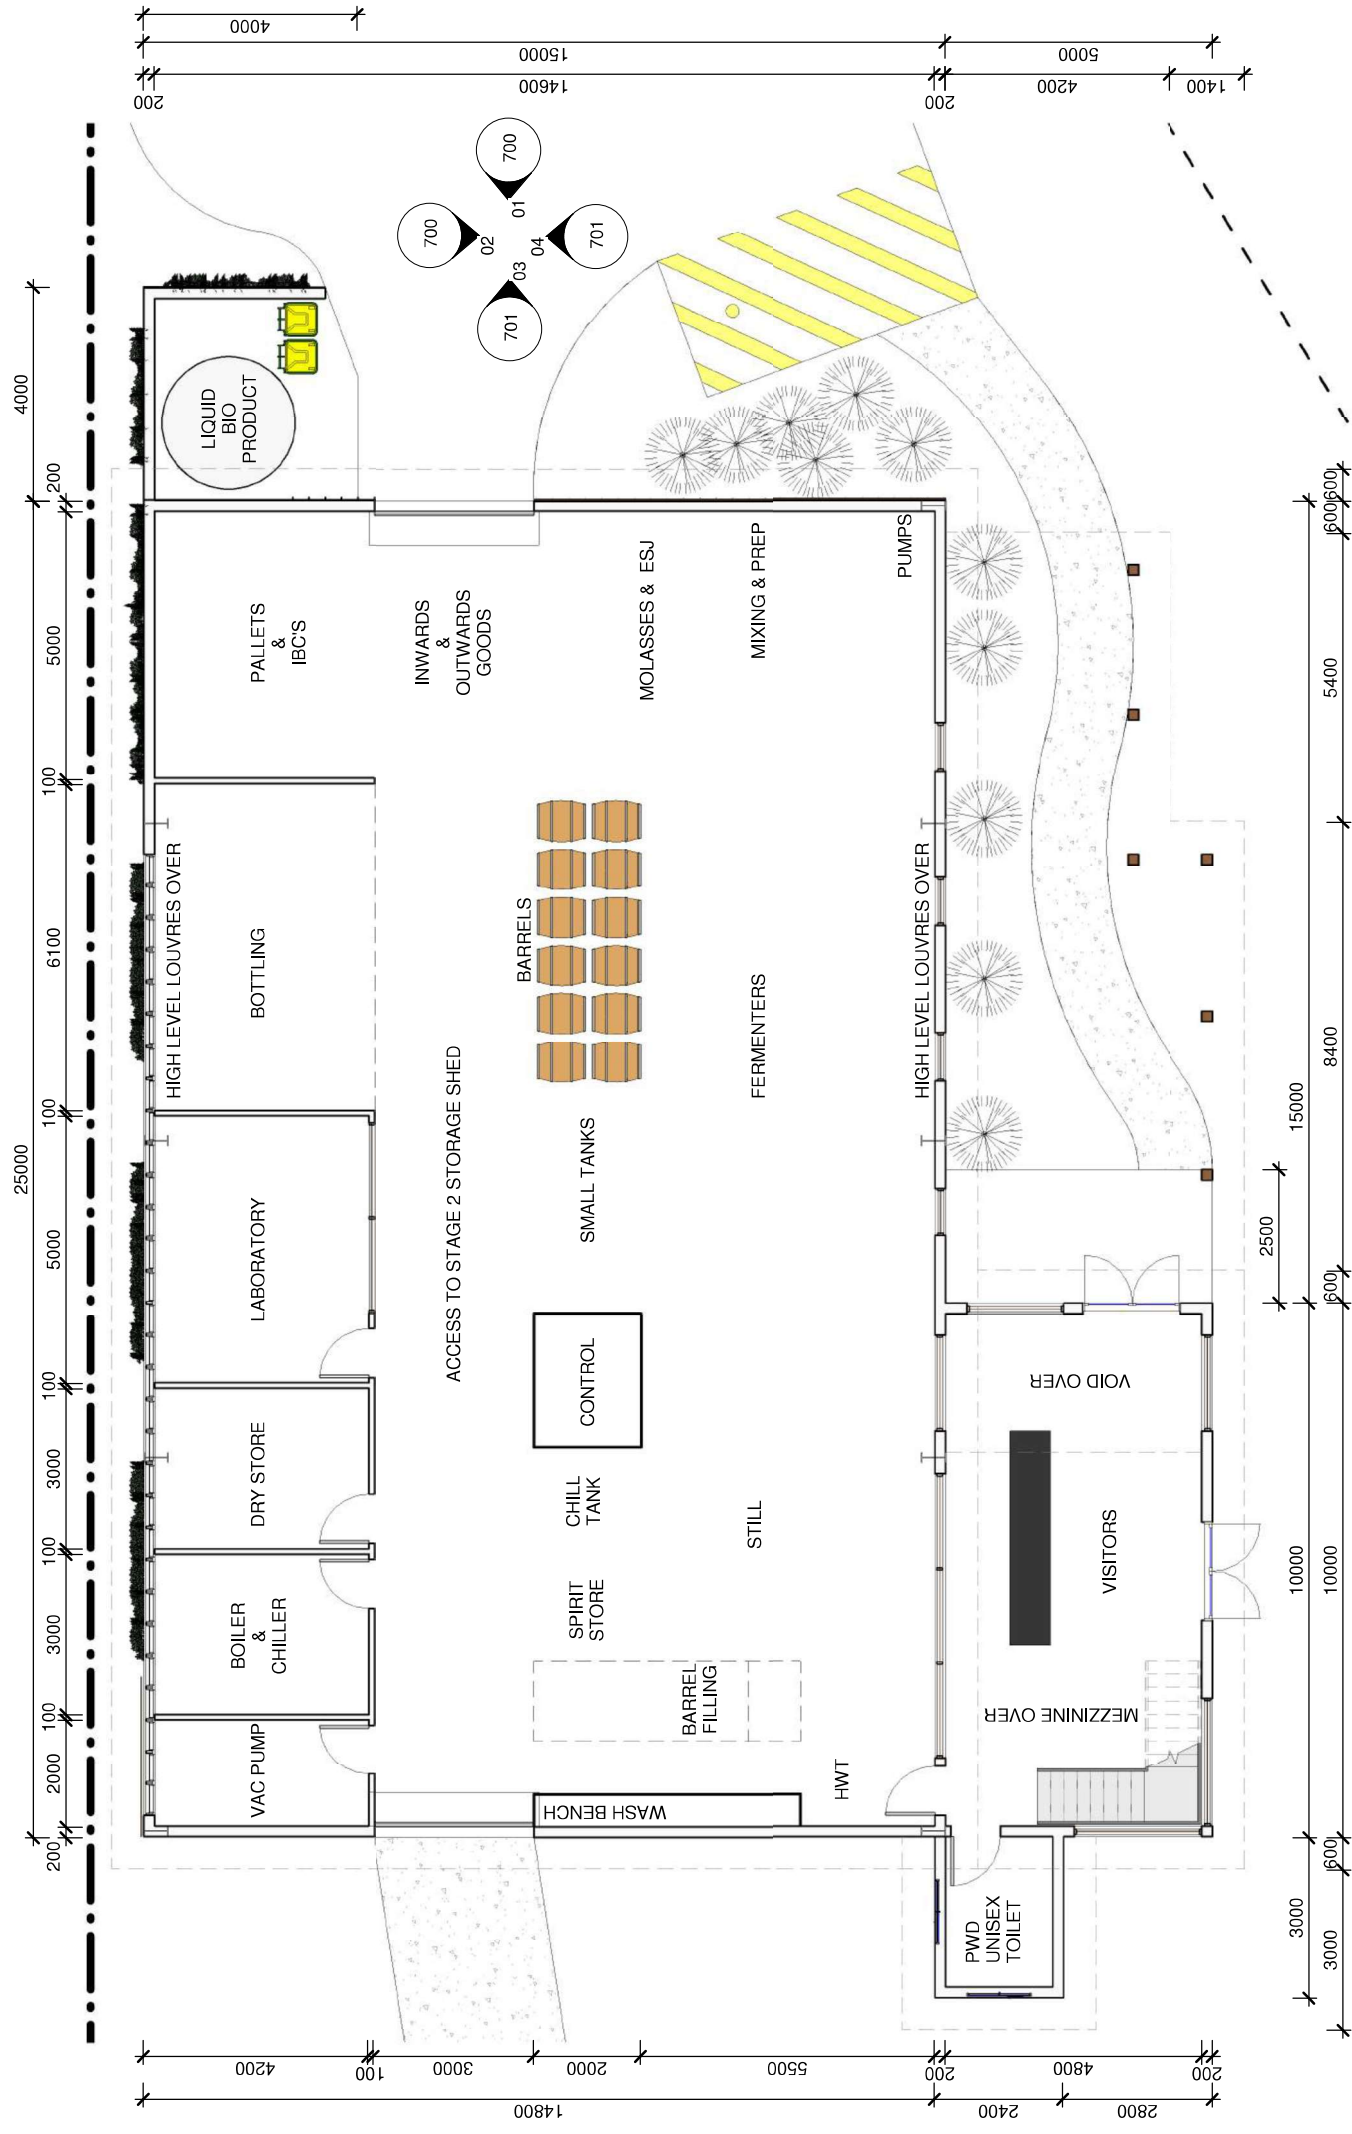 4000
15000
5000
200
14600
200
4200
1400
700
01
700
02
03
701
04
701
4000
200
25000
5000
100
6100
100
5000
100
3000
100
3000
100
2000
200
LIQUID
BIO
PRODUCT
PALLETS
&
IBC'S
INWARDS
&
OUTWARDS
GOODS
MOLASSES & ESJ
MIXING & PREP
PUMPS
HIGH LEVEL LOUVRES OVER
BOTTLING
BARRELS
FERMENTERS
HIGH LEVEL LOUVRES OVER
ACCESS TO STAGE 2 STORAGE SHED
SMALL TANKS
LABORATORY
CONTROL
DRY STORE
CHILL
TANK
STILL
BOILER
&
CHILLER
SPIRIT
STORE
BARREL
FILLING
VAC PUMP
WASH BENCH
HWT
VOID OVER
VISITORS
MEZZININE OVER
PWD
UNISEX
TOILET
600
600
5400
8400
15000
2500
600
10000
10000
600
3000
3000
4200
100
3000
2000
5500
200
4800
200
14800
2400
2800